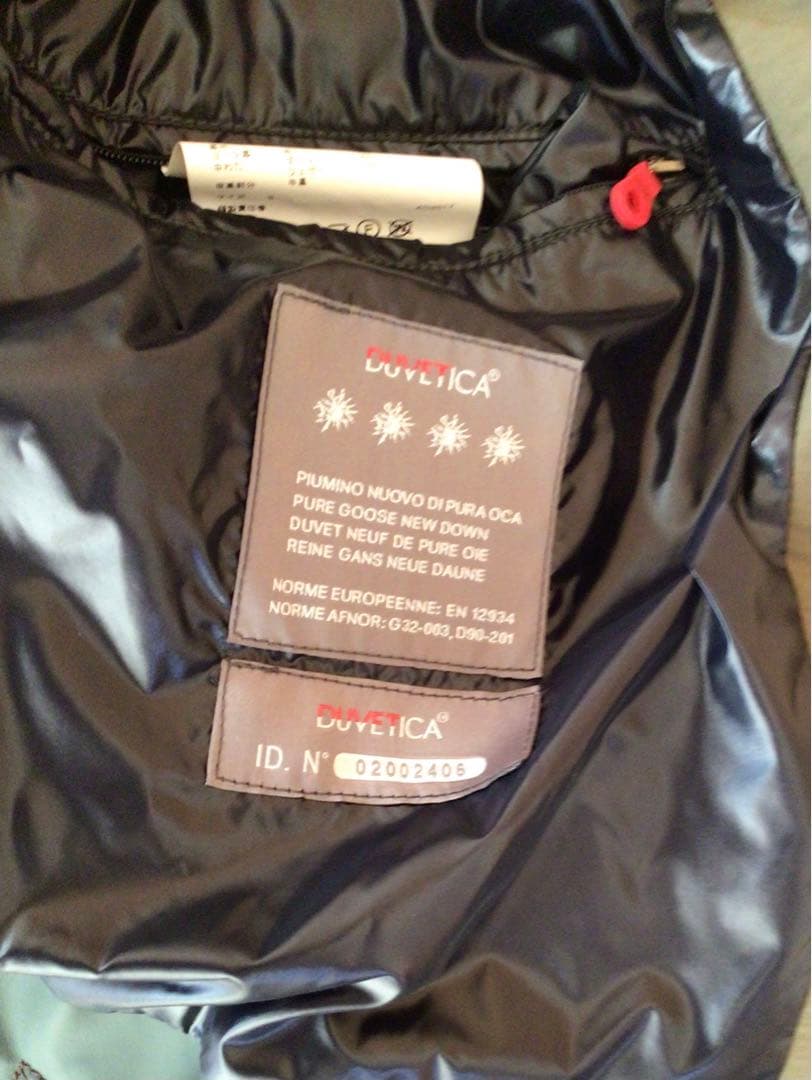 DUVETICA®
PIUMINO NUOVO DI PURA OCA
PURE GOOSE NEW DOWN
DUVET NEUF DE PURE OIE
REINE GANS NEUE DAUNE
NORME EUROPEENNE: EN 12934
NORME AFNOR: G32-003, D90-201
DUVETICA®
ID. N° 02002406